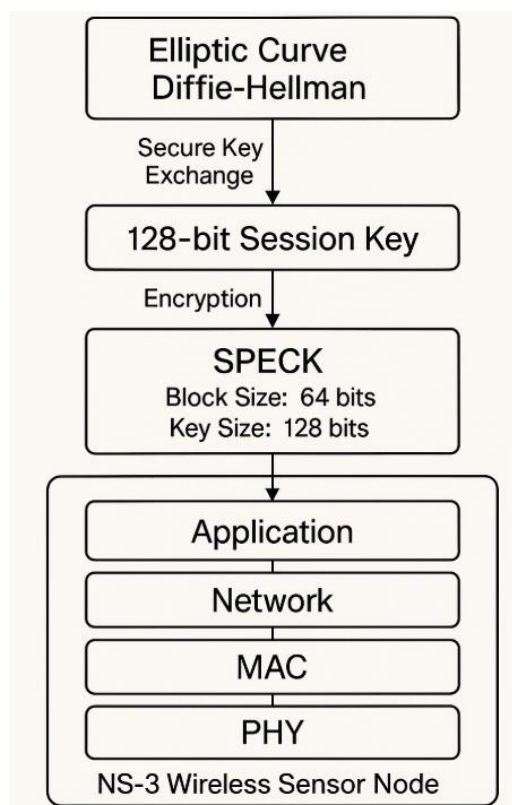 Elliptic Curve
Diffie-Hellman
Secure Key
Exchange
128-bit Session Key
Encryption
SPECK
Block Size: 64 bits
Key Size: 128 bits
Application
Network
MAC
PHY
NS-3 Wireless Sensor Node